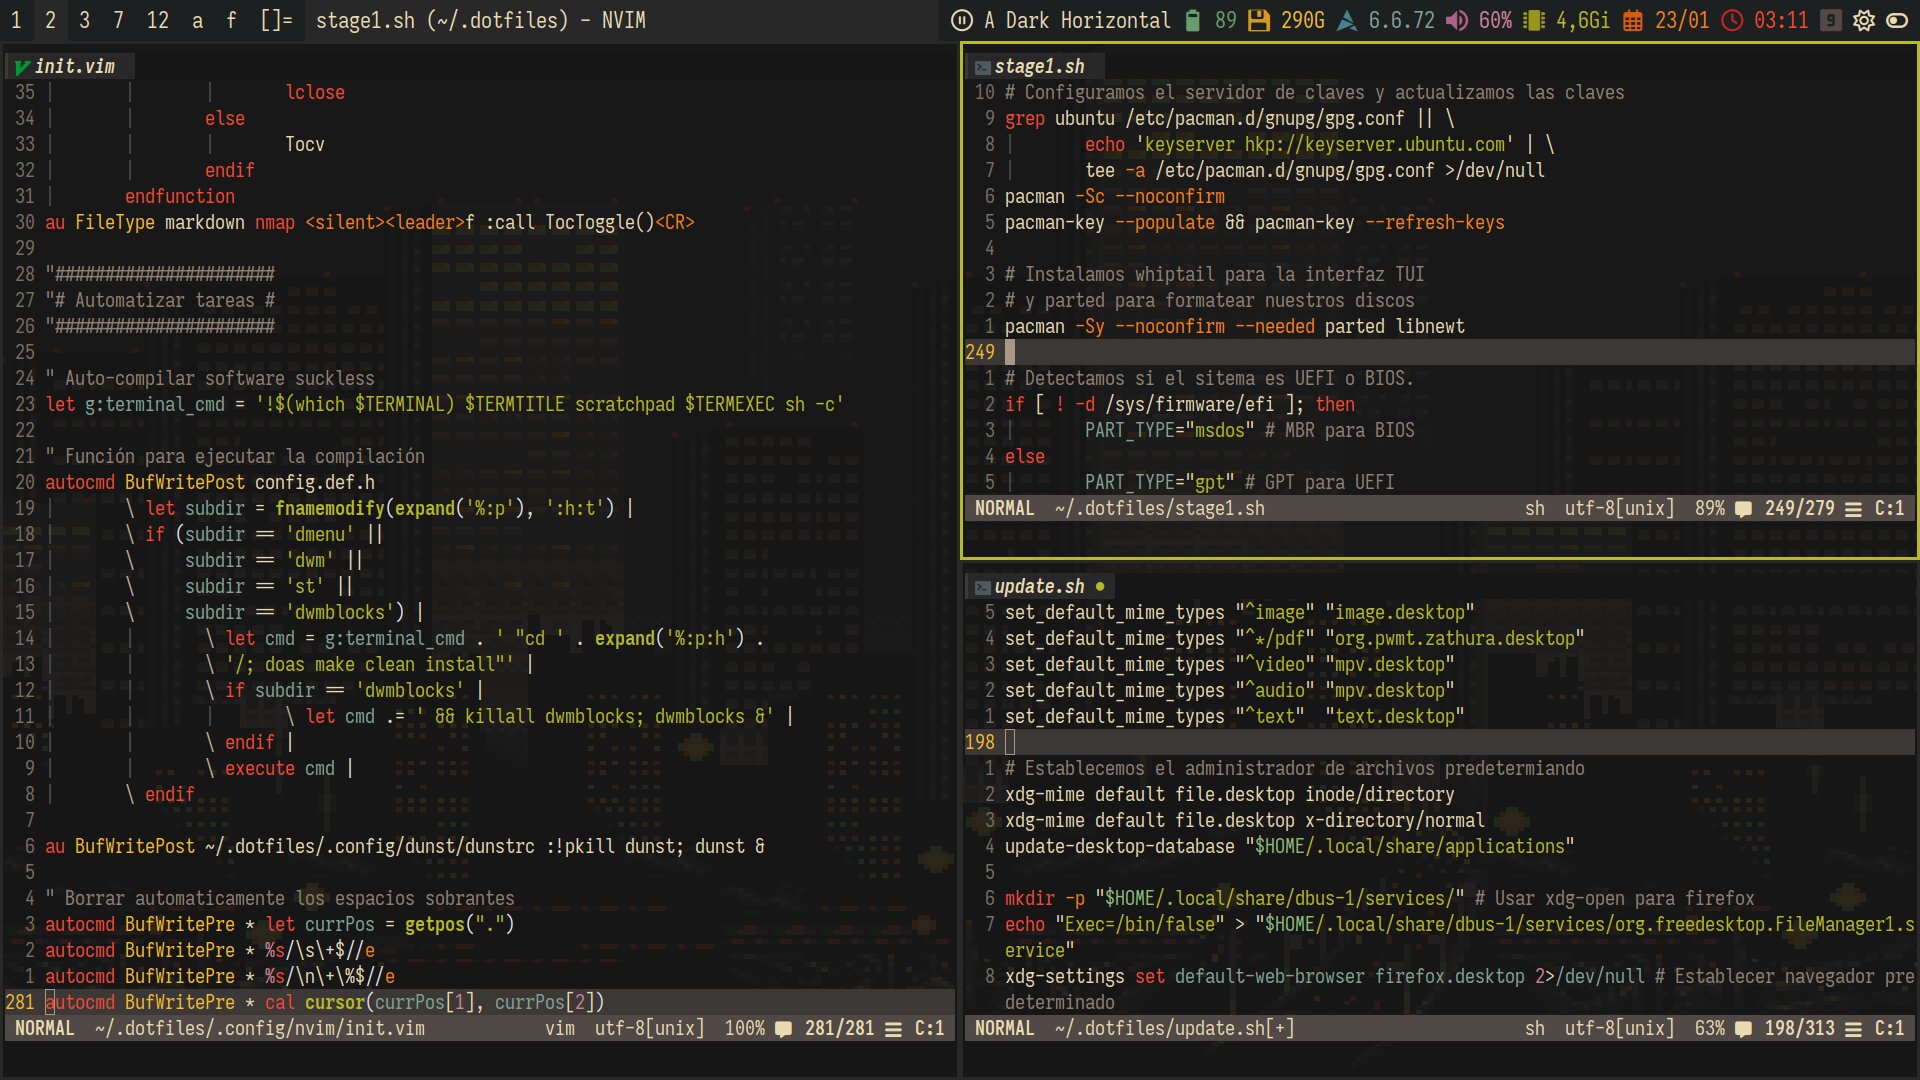 1 2 3 7 12 a f []= stage1.sh (~/.dotfiles) - NVIM A Dark Horizontal 89 290G 6.6.72 60% 4,6Gi 23/01 03:11 9
init.vim
35 lclose
34 else
33 Tocv
32 endif
31 endfunction
30 au FileType markdown nmap <silent><leader>f :call TocToggle()<CR>
29
28 "######################
27 "# Automatizar tareas #
26 "######################
25
24 " Auto-compilar software suckless
23 let g:terminal_cmd = '!$(which $TERMINAL) $TERMTITLE scratchpad $TERMEXEC sh -c'
22
21 " Función para ejecutar la compilación
20 autocmd BufWritePost config.def.h
19 \ let subdir = fnamemodify(expand('%:p'), ':h:t') |
18 \ if (subdir == 'dmenu' ||
17 \ subdir == 'dwm' ||
16 \ subdir == 'st' ||
15 \ subdir == 'dwmblocks') |
14 \ let cmd = g:terminal_cmd . ' "cd ' . expand('%:p:h') .
13 \ '/; doas make clean install"' |
12 \ if subdir == 'dwmblocks' |
11 \ let cmd .= ' && killall dwmblocks; dwmblocks &' |
10 \ endif |
9 \ execute cmd |
8 \ endif
7
6 au BufWritePost ~/.dotfiles/.config/dunst/dunstrc :!pkill dunst; dunst &
5
4 " Borrar automaticamente los espacios sobrantes
3 autocmd BufWritePre * let currPos = getpos(".")
2 autocmd BufWritePre * %s/\s\+$//e
1 autocmd BufWritePre * %s/\n\+\%$//e
281 autocmd BufWritePre * cal cursor(currPos[1], currPos[2])
NORMAL ~/.dotfiles/.config/nvim/init.vim vim utf-8[unix] 100% 281/281 C:1
stage1.sh
10 # Configuramos el servidor de claves y actualizamos las claves
9 grep ubuntu /etc/pacman.d/gnupg/gpg.conf || \
8 echo 'keyserver hkp://keyserver.ubuntu.com' | \
7 tee -a /etc/pacman.d/gnupg/gpg.conf >/dev/null
6 pacman -Sc --noconfirm
5 pacman-key --populate && pacman-key --refresh-keys
4
3 # Instalamos whiptail para la interfaz TUI
2 # y parted para formatear nuestros discos
1 pacman -Sy --noconfirm --needed parted libnewt
249
1 # Detectamos si el sitema es UEFI o BIOS.
2 if [ ! -d /sys/firmware/efi ]; then
3 PART_TYPE="msdos" # MBR para BIOS
4 else
5 PART_TYPE="gpt" # GPT para UEFI
NORMAL ~/.dotfiles/stage1.sh sh utf-8[unix] 89% 249/279 C:1
update.sh ●
5 set_default_mime_types "^image" "image.desktop"
4 set_default_mime_types "^*/pdf" "org.pwmt.zathura.desktop"
3 set_default_mime_types "^video" "mpv.desktop"
2 set_default_mime_types "^audio" "mpv.desktop"
1 set_default_mime_types "^text" "text.desktop"
198
1 # Establecemos el administrador de archivos predetermiando
2 xdg-mime default file.desktop inode/directory
3 xdg-mime default file.desktop x-directory/normal
4 update-desktop-database "$HOME/.local/share/applications"
5
6 mkdir -p "$HOME/.local/share/dbus-1/services/" # Usar xdg-open para firefox
7 echo "Exec=/bin/false" > "$HOME/.local/share/dbus-1/services/org.freedesktop.FileManager1.s
ervice"
8 xdg-settings set default-web-browser firefox.desktop 2>/dev/null # Establecer navegador pre
determinado
NORMAL ~/.dotfiles/update.sh[+] sh utf-8[unix] 63% 198/313 C:1